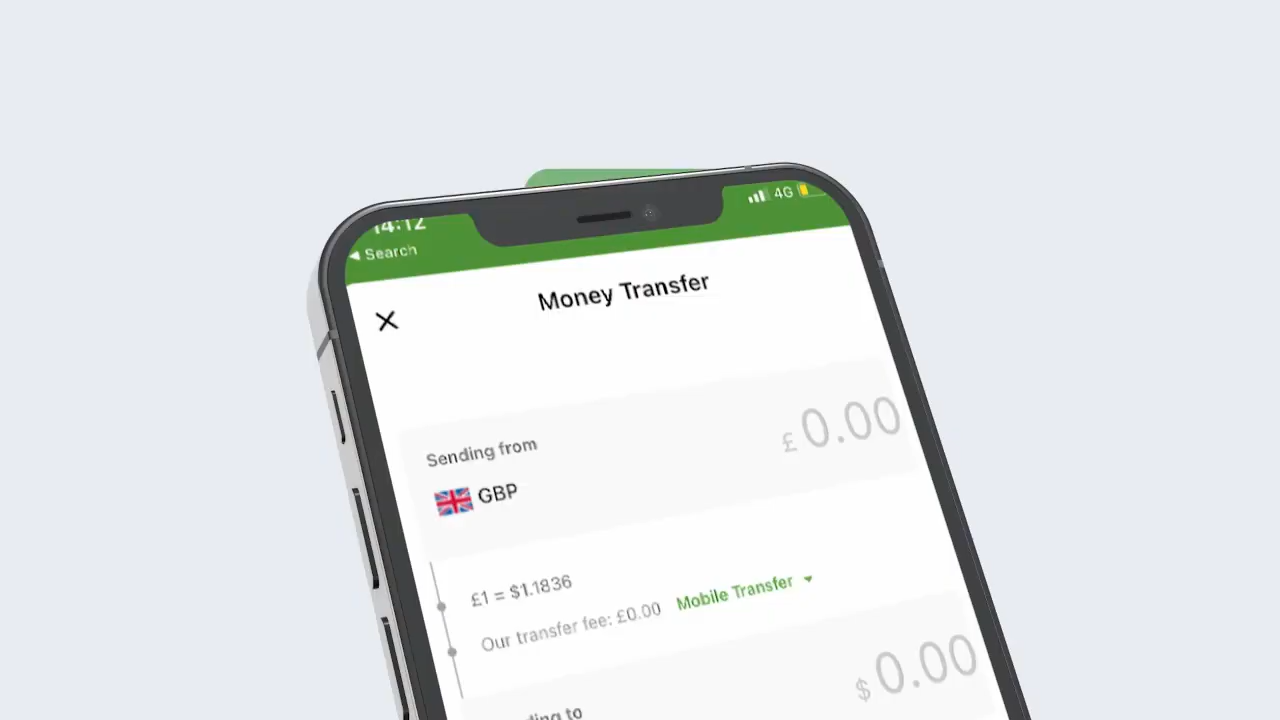 14:12
4G
◀ Search
Money Transfer
Sending from
£ 0.00
GBP
£1 = $1.1836
Our transfer fee: £0.00 Mobile Transfer
$ 0.00
to